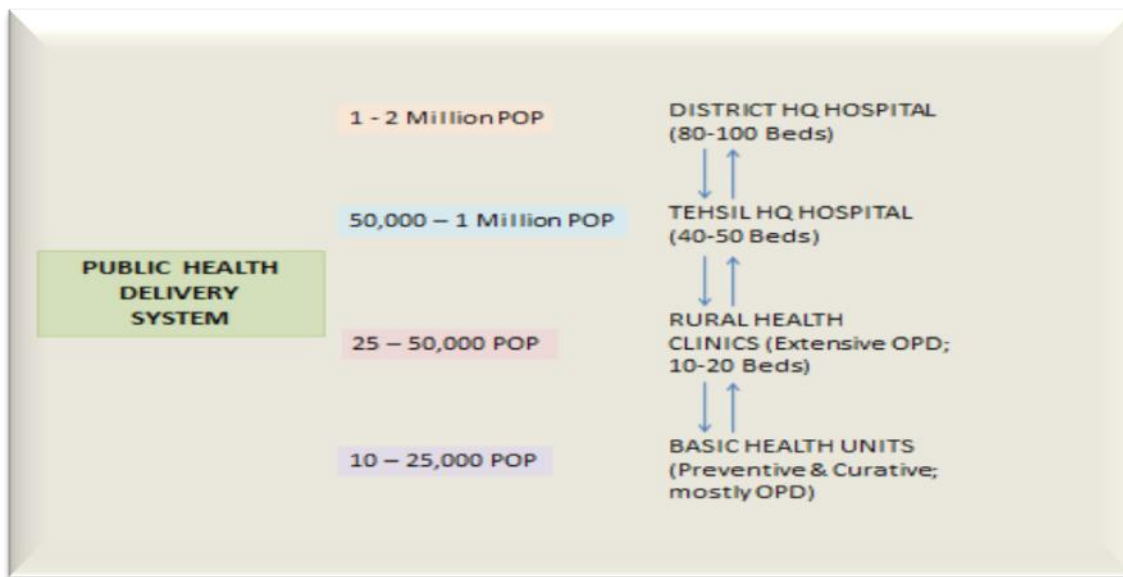 1 - 2 Million POP
DISTRICT HQ HOSPITAL
(80-100 Beds)
50,000 – 1 Million POP
TEHSIL HQ HOSPITAL
(40-50 Beds)
PUBLIC HEALTH
DELIVERY
SYSTEM
25 – 50,000 POP
RURAL HEALTH
CLINICS (Extensive OPD;
10-20 Beds)
10 – 25,000 POP
BASIC HEALTH UNITS
(Preventive & Curative;
mostly OPD)